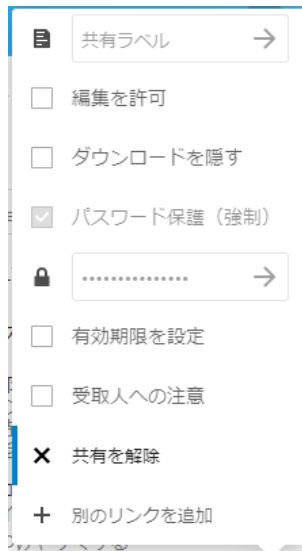 共有ラベル
編集を許可
ダウンロードを隠す
パスワード保護（強制）
有効期限を設定
受取人への注意
共有を解除
別のリンクを追加